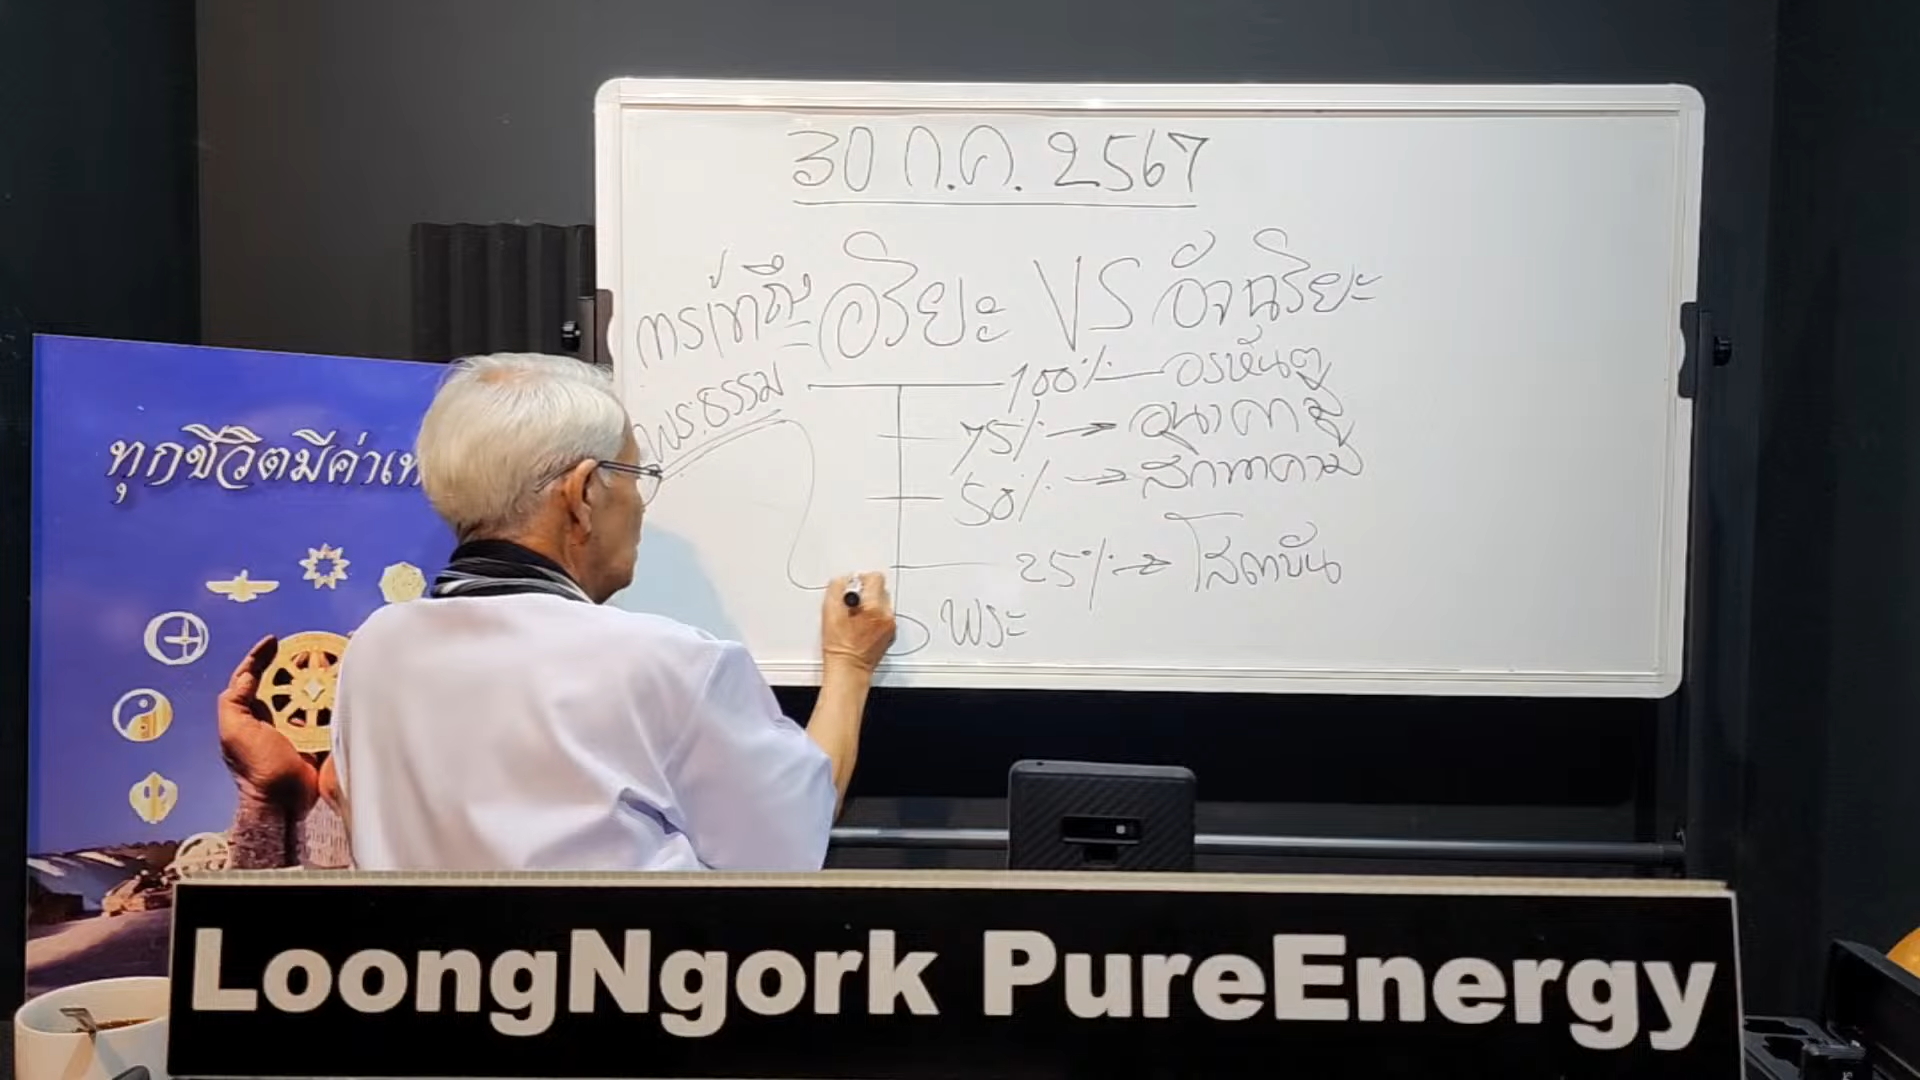 30 ก.ค. 2567
การเข้าถึง อริยะ VS อัจฉริยะ
พระธรรม
100% อรหันต
75% → อนาคามี
50% → สกิทาคามี
25% → โสดาบัน
พระ
ทุกชีวิตมีค่าเท
LoongNgork PureEnergy